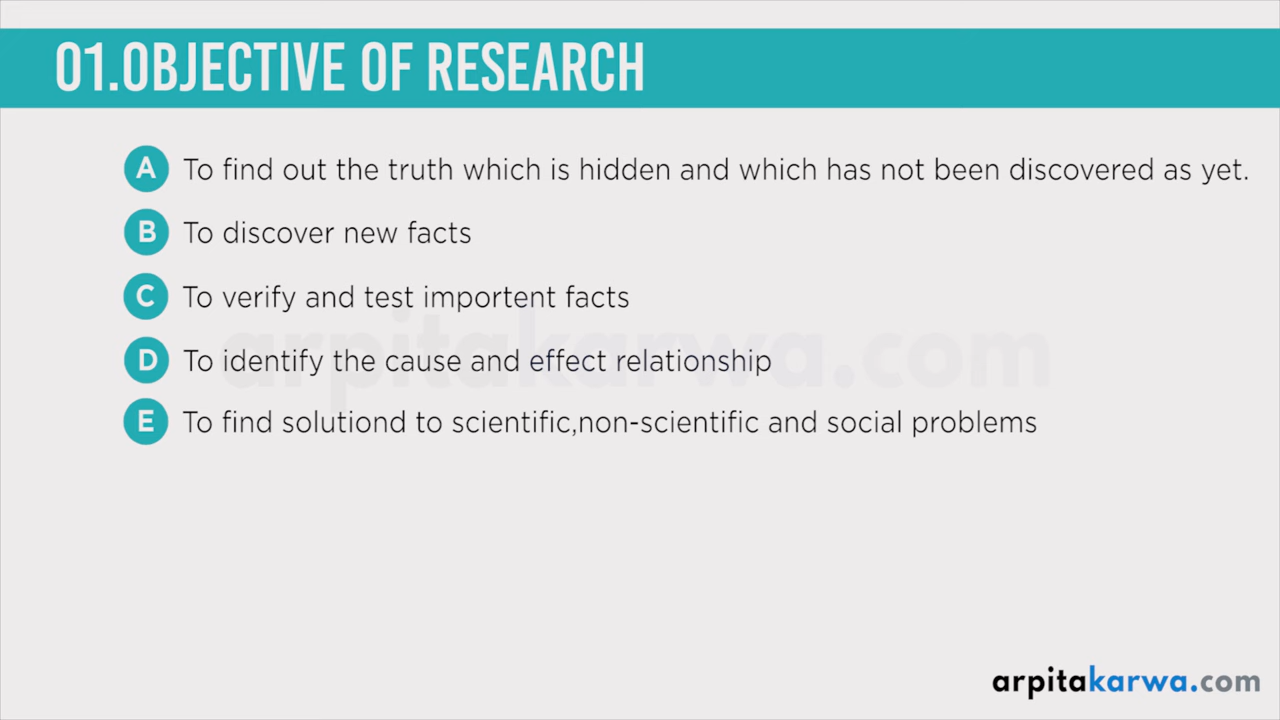 01.OBJECTIVE OF RESEARCH
A To find out the truth which is hidden and which has not been discovered as yet.
B To discover new facts
C To verify and test importent facts
arpitakarwa.com
D To identify the cause and effect relationship
E To find solutiond to scientific,non-scientific and social problems
arpitakarwa.com